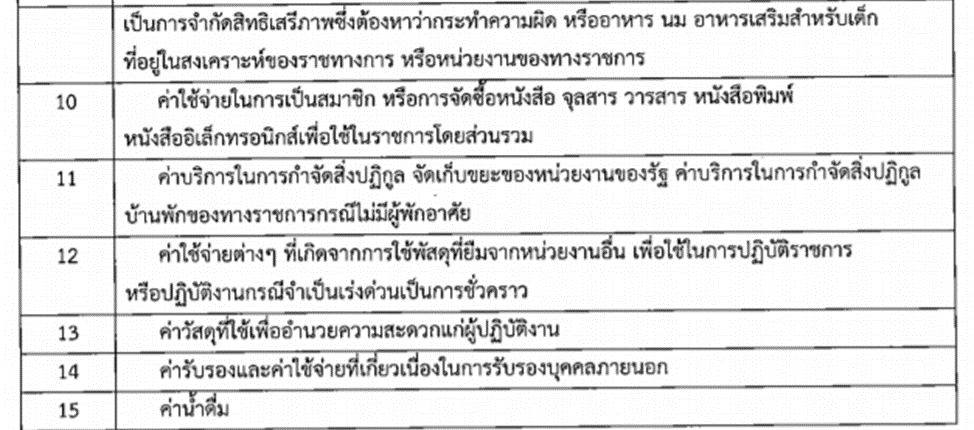 เป็นการจำกัดสิทธิเสรีภาพซึ่งต้องหาว่ากระทำความผิด หรืออาหาร นม อาหารเสริมสำหรับเด็ก
ที่อยู่ในสงเคราะห์ของราชทางการ หรือหน่วยงานของทางราชการ
10 ค่าใช้จ่ายในการเป็นสมาชิก หรือการจัดซื้อหนังสือ จุลสาร วารสาร หนังสือพิมพ์
หนังสืออิเล็กทรอนิกส์เพื่อใช้ในราชการโดยส่วนรวม
11 ค่าบริการในการกำจัดสิ่งปฏิกูล จัดเก็บขยะของหน่วยงานของรัฐ ค่าบริการในการกำจัดสิ่งปฏิกูล
บ้านพักของทางราชการกรณีไม่มีผู้พักอาศัย
12 ค่าใช้จ่ายต่างๆ ที่เกิดจากการใช้พัสดุที่ยืมจากหน่วยงานอื่น เพื่อใช้ในการปฏิบัติราชการ
หรือปฏิบัติงานกรณีจำเป็นเร่งด่วนเป็นการชั่วคราว
13 ค่าวัสดุที่ใช้เพื่ออำนวยความสะดวกแก่ผู้ปฏิบัติงาน
14 ค่ารับรองและค่าใช้จ่ายที่เกี่ยวเนื่องในการรับรองบุคคลภายนอก
15 ค่าน้ำดื่ม